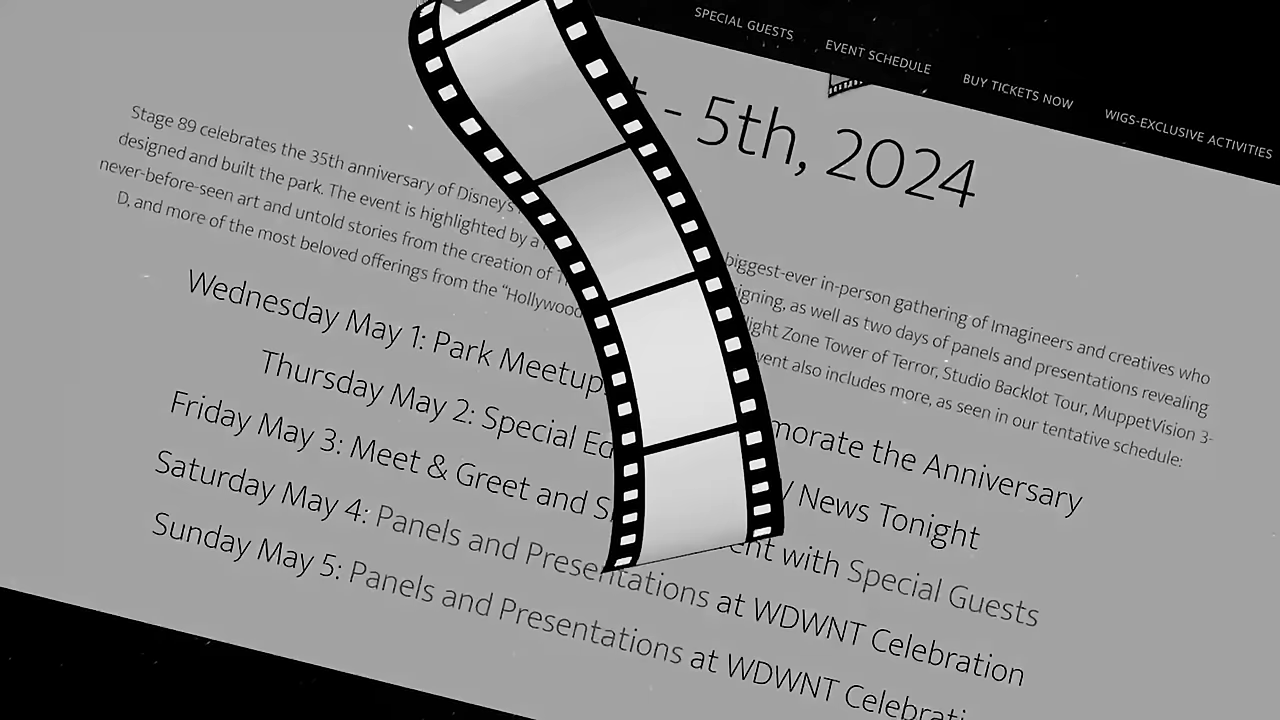 SPECIAL GUESTS
EVENT SCHEDULE
BUY TICKETS NOW
WIGS-EXCLUSIVE ACTIVITIES
- 5th, 2024
Stage 89 celebrates the 35th anniversary of Disney's biggest-ever in-person gathering of Imagineers and creatives who
designed and built the park. The event is highlighted by a as well as two days of panels and presentations revealing
never-before-seen art and untold stories from the creation of Zone Tower of Terror, Studio Backlot Tour, MuppetVision 3-
D, and more of the most beloved offerings from the "Hollywood also includes more, as seen in our tentative schedule:
Wednesday May 1: Park Meetup the Anniversary
Thursday May 2: Special News Tonight
Friday May 3: Meet & Greet and with Special Guests
Saturday May 4: Panels and Presentations at WDWNT Celebration
Sunday May 5: Panels and Presentations at WDWNT